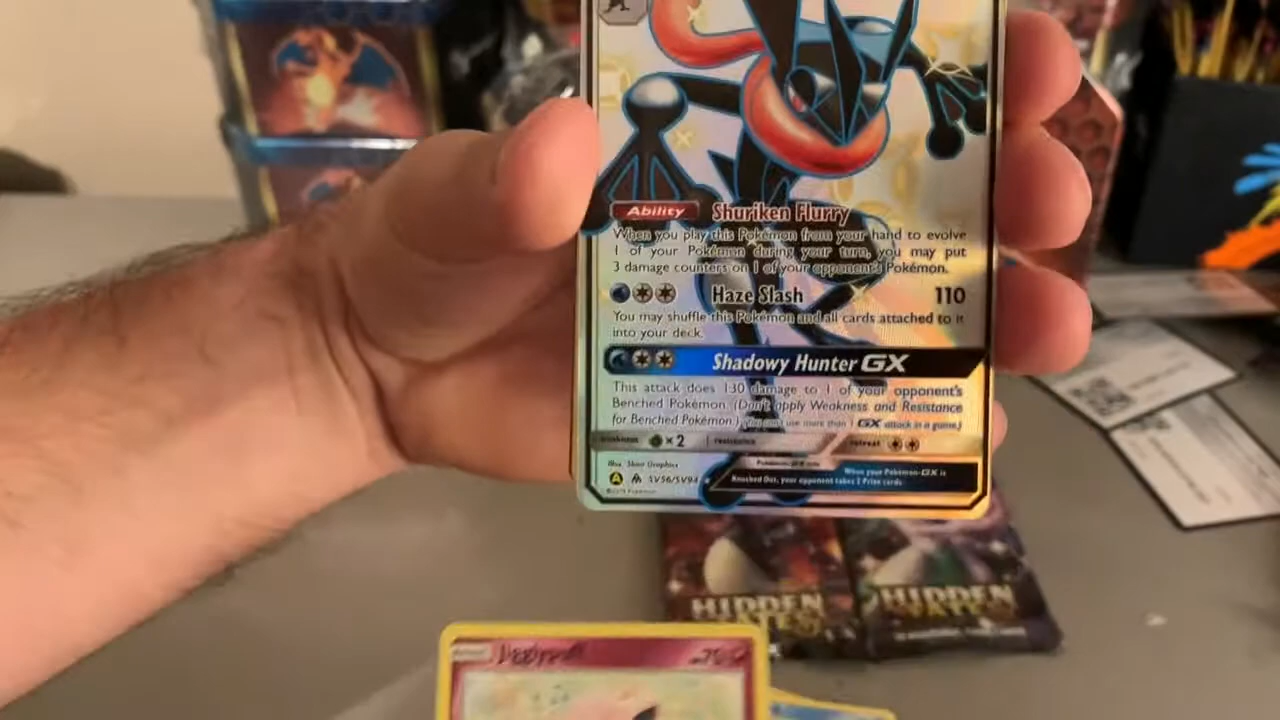 Ability Shuriken Flurry
When you play this Pokémon from your hand to evolve
1 of your Pokémon during your turn, you may put
3 damage counters on 1 of your opponent's Pokémon.
Haze Slash 110
You may shuffle this Pokémon and all cards attached to it
into your deck.
Shadowy Hunter GX
This attack does 130 damage to 1 of your opponent's
Benched Pokémon. (Don't apply Weakness and Resistance
for Benched Pokémon.) (You can't use more than 1 GX attack in a game.)
weakness ×2 resistance retreat
A SV56/SV94
When your Pokémon-GX is
Knocked Out, your opponent takes 2 Prize cards.
HIDDEN
FATES
HIDDEN
FATES
Jigglypuff 70